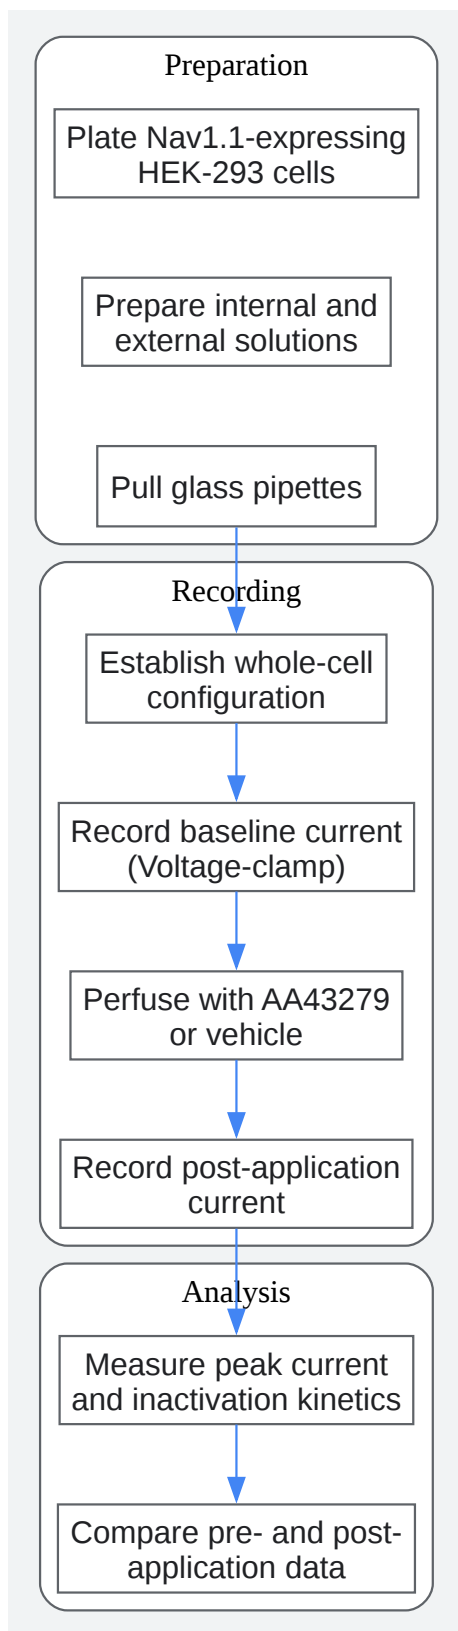 Preparation
Plate Nav1.1-expressing
HEK-293 cells
Prepare internal and
external solutions
Pull glass pipettes
Recording
Establish whole-cell
configuration
Record baseline current
(Voltage-clamp)
Perfuse with AA43279
or vehicle
Record post-application
current
Analysis
Measure peak current
and inactivation kinetics
Compare pre- and post-
application data